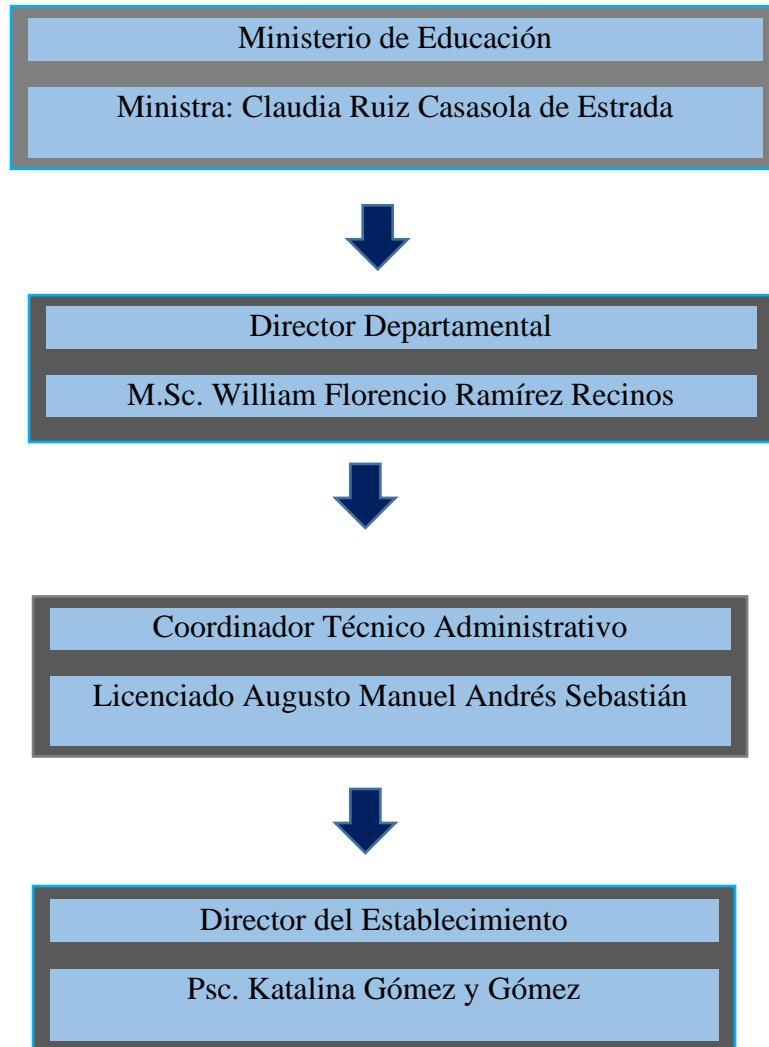 Ministerio de Educación
Ministra: Claudia Ruiz Casasola de Estrada
Director Departamental
M.Sc. William Florencio Ramírez Recinos
Coordinador Técnico Administrativo
Licenciado Augusto Manuel Andrés Sebastián
Director del Establecimiento
Psc. Katalina Gómez y Gómez